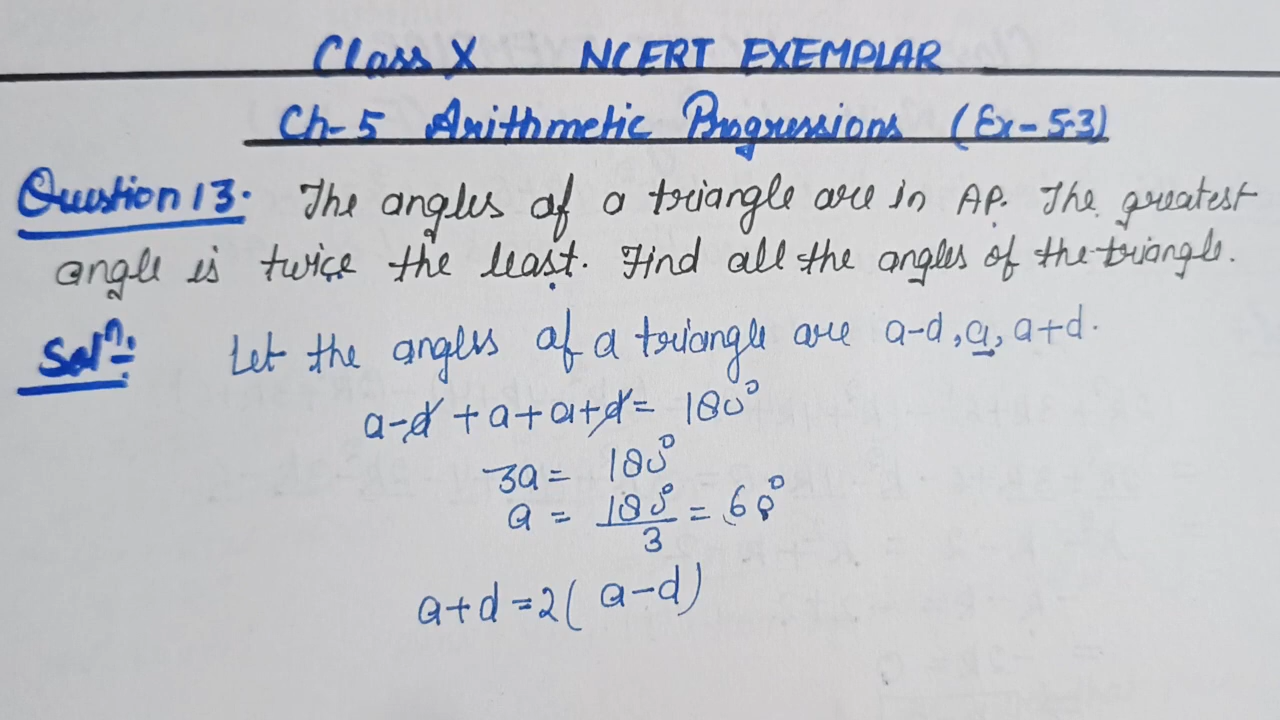 Class X NCERT EXEMPLAR
Ch-5 Arithmetic Progressions (Ex-5.3)
Question 13. The angles of a triangle are in AP. The greatest
angle is twice the least. Find all the angles of the triangle.
Solⁿ: Let the angles of a triangle are a-d, a, a+d.
a-d + a + a+d = 180°
3a = 180°
a = 180°/3 = 60°
a+d = 2(a-d)